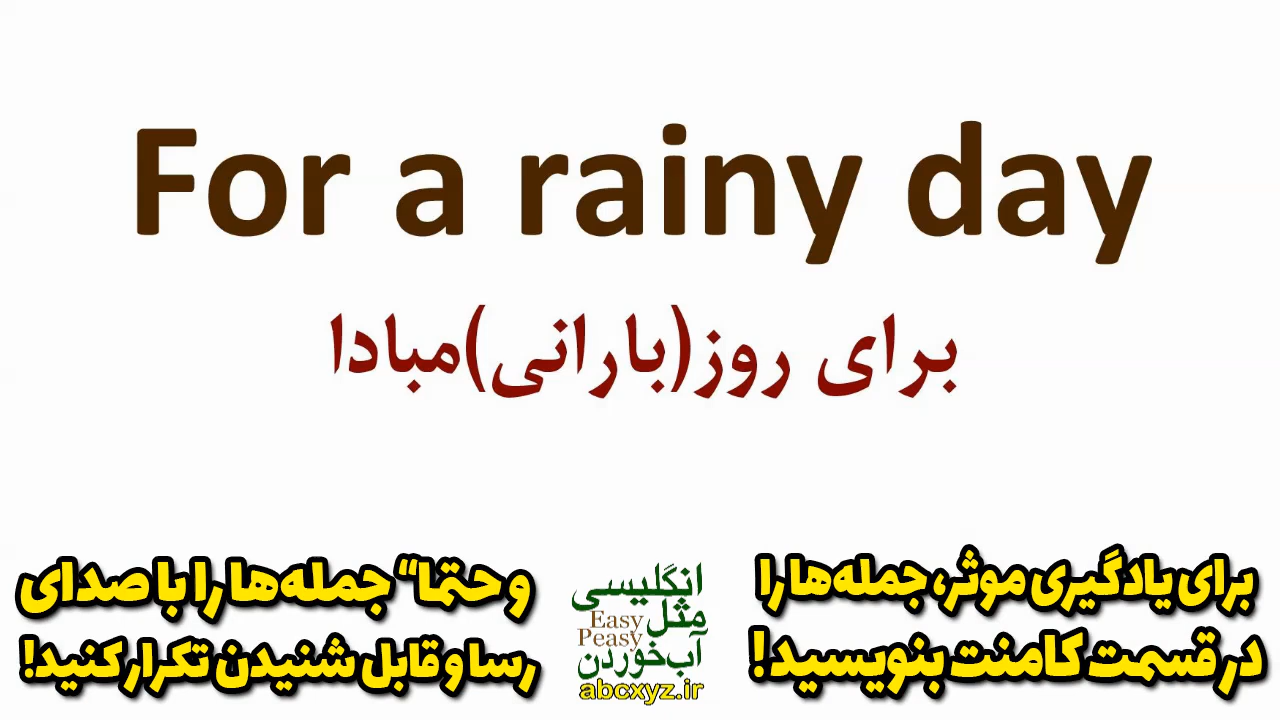 For a rainy day
برای روز(بارانی)مبادا
برای یادگیری موثر، جمله‌ها را
در قسمت کامنت بنویسید!
و حتما“ جمله‌ها را با صدای
رسا و قابل شنیدن تکرار کنید!
انگلیسی
مثل
Easy
Peasy
آب خوردن
abcxyz.ir